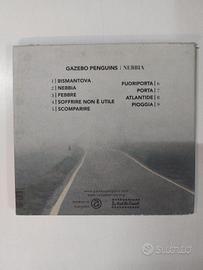 GAZEBO PENGUINS | NEBBIA
1 | BISMANTOVA
2 | NEBBIA
3 | FEBBRE
4 | SOFFRIRE NON È UTILE
5 | SCOMPARIRE
FUORIPORTA | 6
PORTA | 7
ATLANTIDE | 8
PIOGGIA | 9
subito